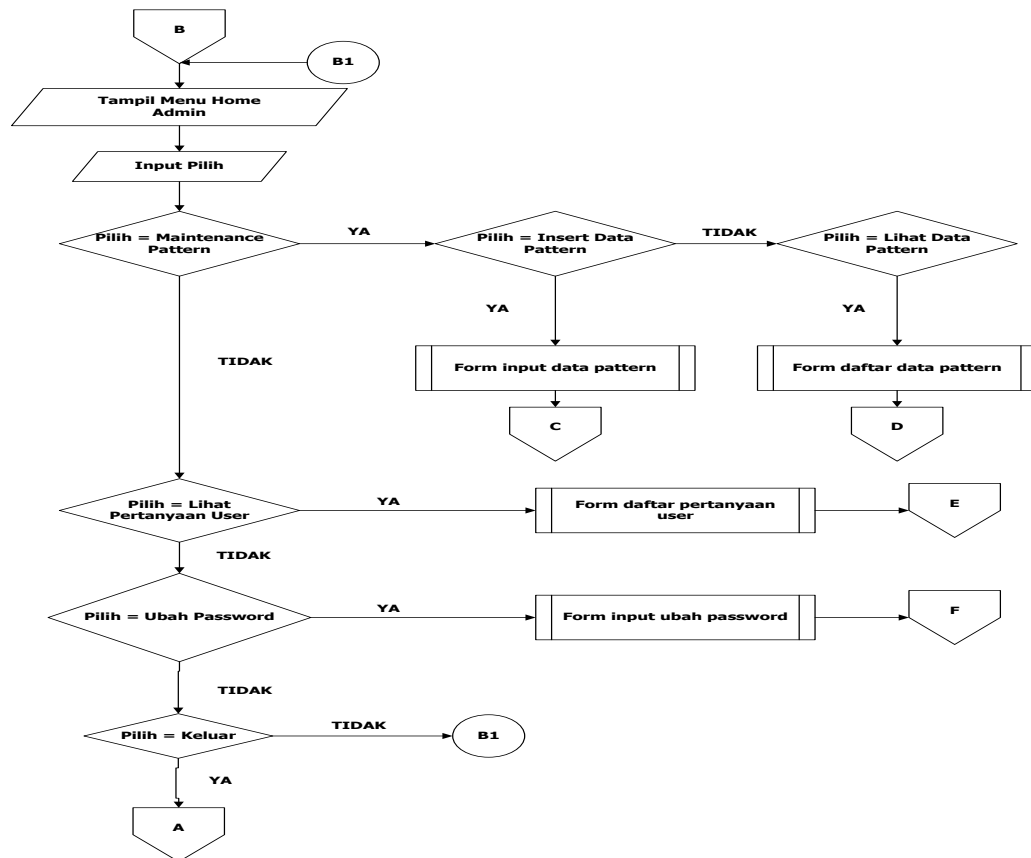 B
B1
Tampil Menu Home
Admin
Input Pilih
Pilih = Maintenance
Pattern
YA
Pilih = Insert Data
Pattern
TIDAK
Pilih = Lihat Data
Pattern
YA
YA
TIDAK
Form input data pattern
Form daftar data pattern
C
D
Pilih = Lihat
Pertanyaan User
YA
Form daftar pertanyaan
user
E
TIDAK
Pilih = Ubah Password
YA
Form input ubah password
F
TIDAK
Pilih = Keluar
TIDAK
B1
YA
A